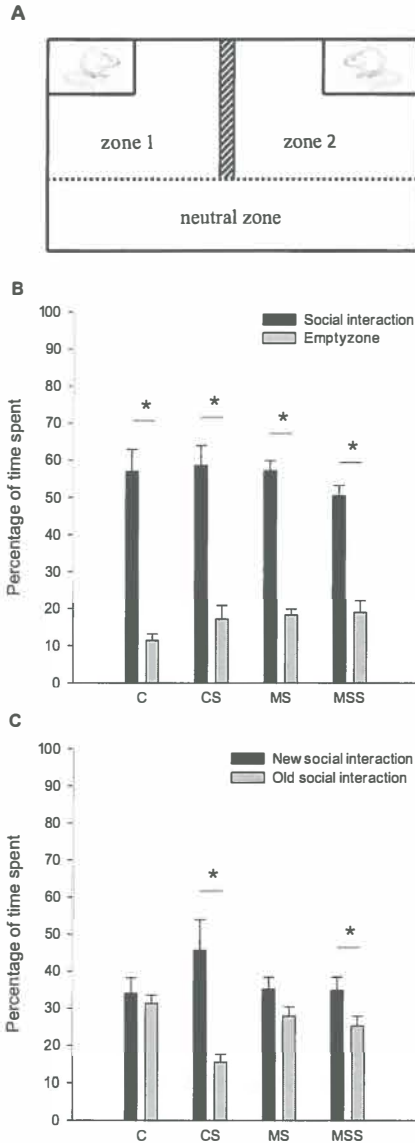 A
zone 1
zone 2
neutral zone
B
100
90
80
70
60
50
40
30
20
10
0
Percentage of time spent
Social interaction
Emptyzone
*
*
*
*
C
CS
MS
MSS
C
100
90
80
70
60
50
40
30
20
10
0
Percentage of time spent
New social interaction
Old social interaction
*
*
C
CS
MS
MSS